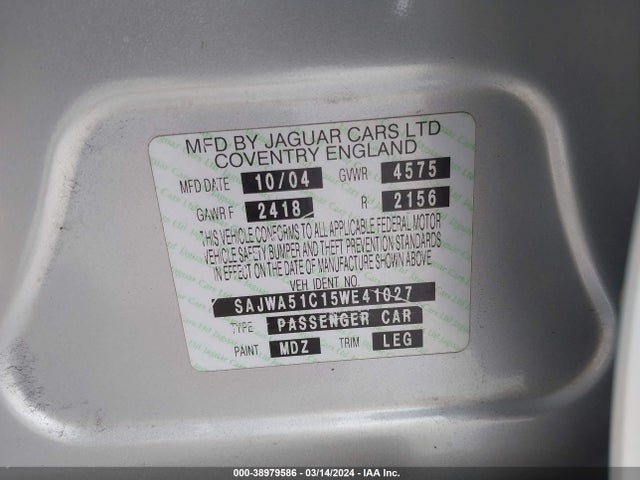 MFD BY JAGUAR CARS LTD
COVENTRY ENGLAND
MFD DATE 10/04 GVWR 4575
GAWR F 2418 R 2156
THIS VEHICLE CONFORMS TO ALL APPLICABLE FEDERAL MOTOR
VEHICLE SAFETY BUMPER AND THEFT PREVENTION STANDARDS
IN EFFECT ON THE DATE OF MANUFACTURE SHOWN ABOVE
VEH. IDENT NO.
SAJWA51C15WE41027
TYPE PASSENGER CAR
PAINT MDZ TRIM LEG
000-38979586 - 03/14/2024 - IAA Inc.